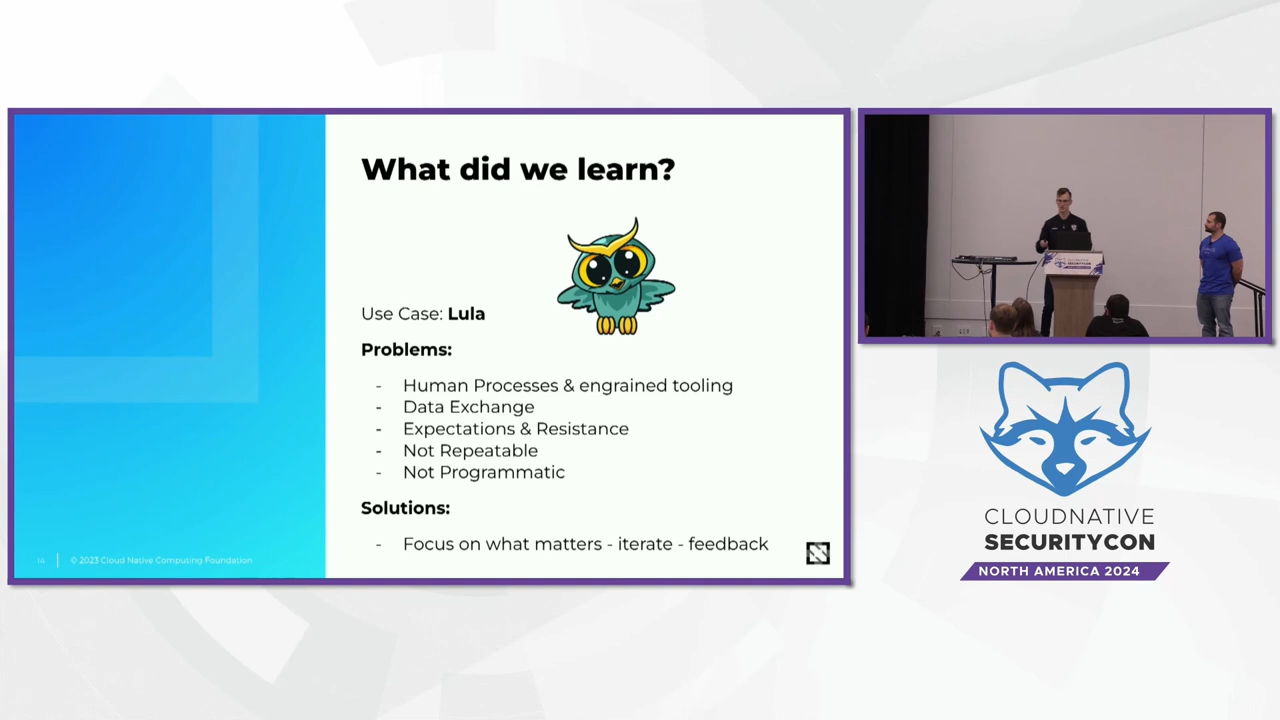 What did we learn?
Use Case: Lula
Problems:
- Human Processes & engrained tooling
- Data Exchange
- Expectations & Resistance
- Not Repeatable
- Not Programmatic
Solutions:
- Focus on what matters - iterate - feedback
14 | © 2023 Cloud Native Computing Foundation
CLOUDNATIVE
SECURITYCON
NORTH AMERICA 2024